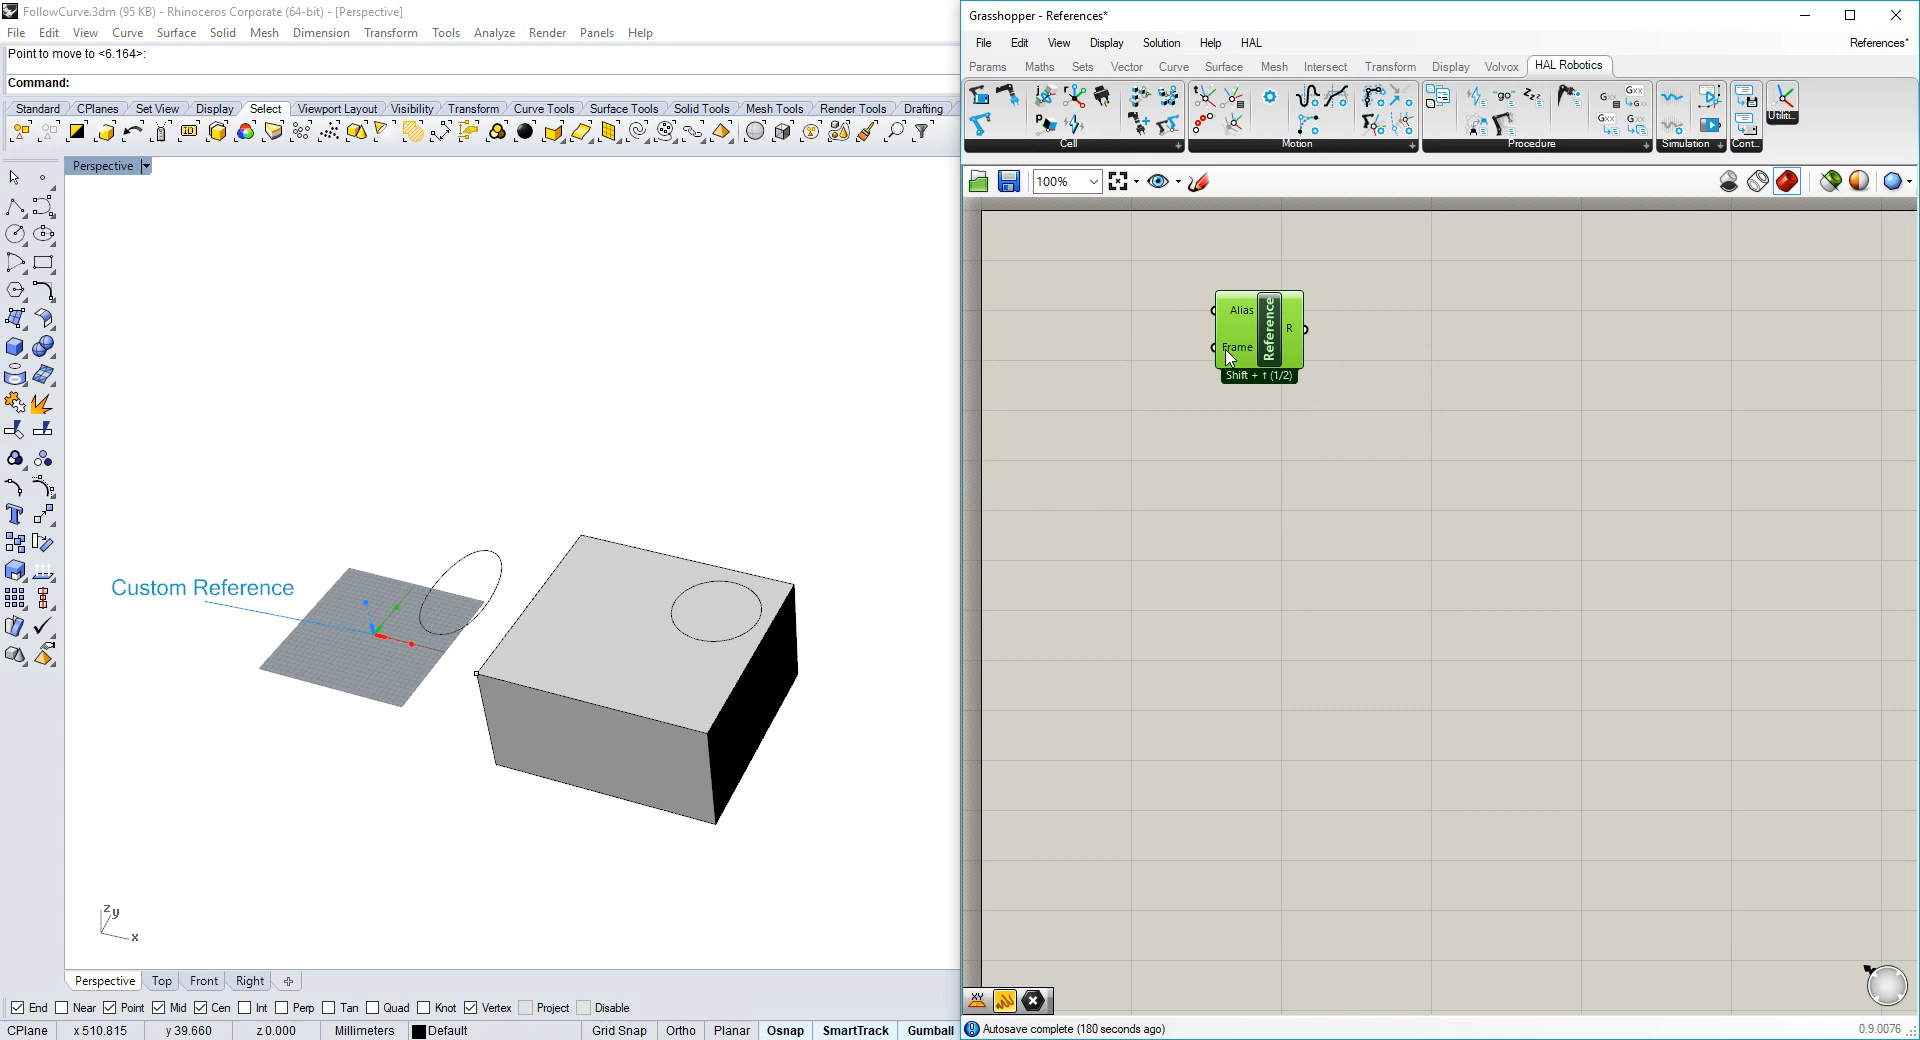 FollowCurve.3dm (95 KB) - Rhinoceros Corporate (64-bit) - [Perspective]
File Edit View Curve Surface Solid Mesh Dimension Transform Tools Analyze Render Panels Help
Point to move to <6.164>:
Command:
Standard CPlanes Set View Display Select Viewport Layout Visibility Transform Curve Tools Surface Tools Solid Tools Mesh Tools Render Tools Drafting
Perspective
Custom Reference
z y
x
Perspective Top Front Right
End Near Point Mid Cen Int Perp Tan Quad Knot Vertex Project Disable
CPlane x 510.815 y 39.660 z 0.000 Millimeters Default Grid Snap Ortho Planar Osnap SmartTrack Gumball
Grasshopper - References*
File Edit View Display Solution Help HAL References*
Params Maths Sets Vector Curve Surface Mesh Intersect Transform Display Volvox HAL Robotics
Cell Motion Procedure Simulation Cont... Utiliti...
100%
Alias
Frame
Reference
R
Shift + ↑ (1/2)
XY
Autosave complete (180 seconds ago) 0.9.0076